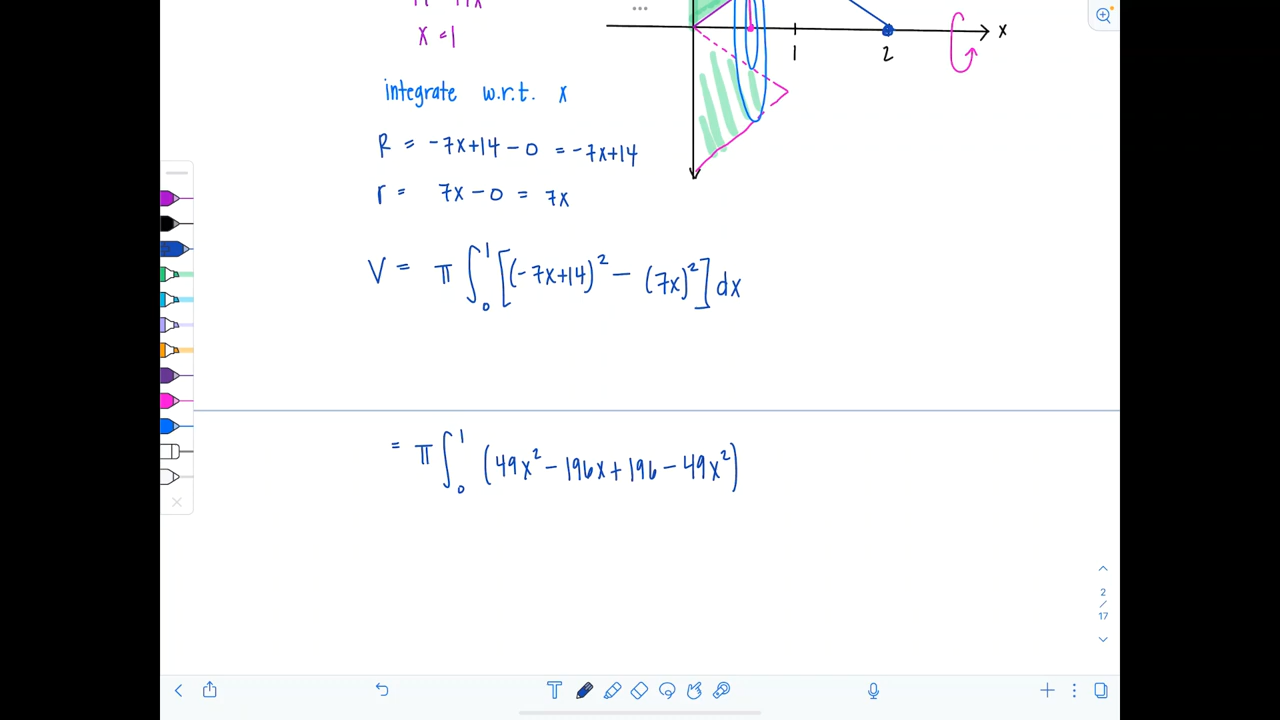 x = 1
x
1
2
integrate w.r.t. x
R = -7x+14 - 0 = -7x+14
r = 7x - 0 = 7x
V = π ∫₀¹ [(-7x+14)² - (7x)²] dx
= π ∫₀¹ (49x² - 196x + 196 - 49x²)
2
/
17
T